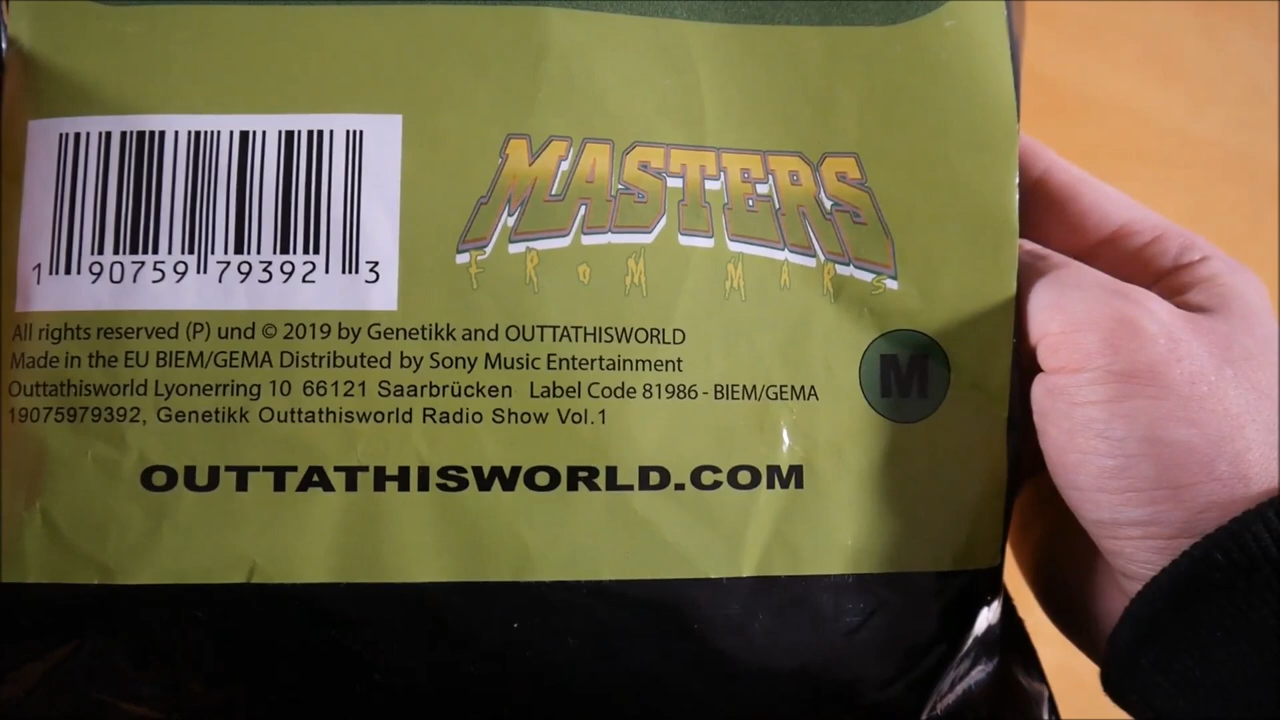 1 90759 79392 3
MASTERS
FROM MARS
All rights reserved (P) und © 2019 by Genetikk and OUTTATHISWORLD
Made in the EU BIEM/GEMA Distributed by Sony Music Entertainment
Outtathisworld Lyonerring 10 66121 Saarbrücken Label Code 81986 - BIEM/GEMA
19075979392, Genetikk Outtathisworld Radio Show Vol.1
M
OUTTATHISWORLD.COM